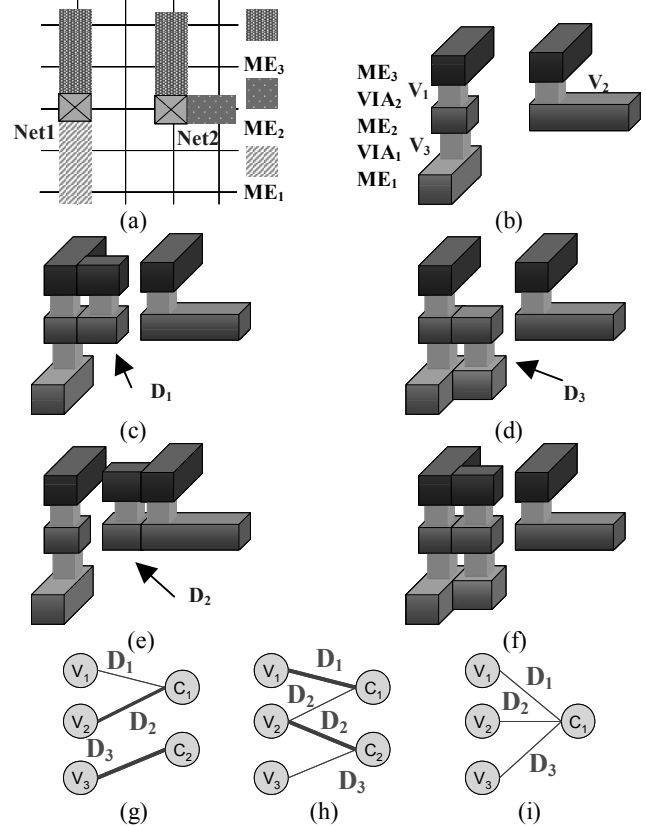 ME₃
Net1
Net2
ME₂
ME₁
(a)
ME₃
V₁
VIA₂
ME₂
VIA₁
V₃
ME₁
V₂
(b)
D₁
(c)
D₃
(d)
D₂
(e)
(f)
V₁
D₁
C₁
V₂
D₂
D₃
C₂
V₃
(g)
V₁
D₁
C₁
D₂
V₂
D₂
C₂
V₃
D₃
(h)
V₁
D₁
D₂
V₂
C₁
D₃
V₃
(i)